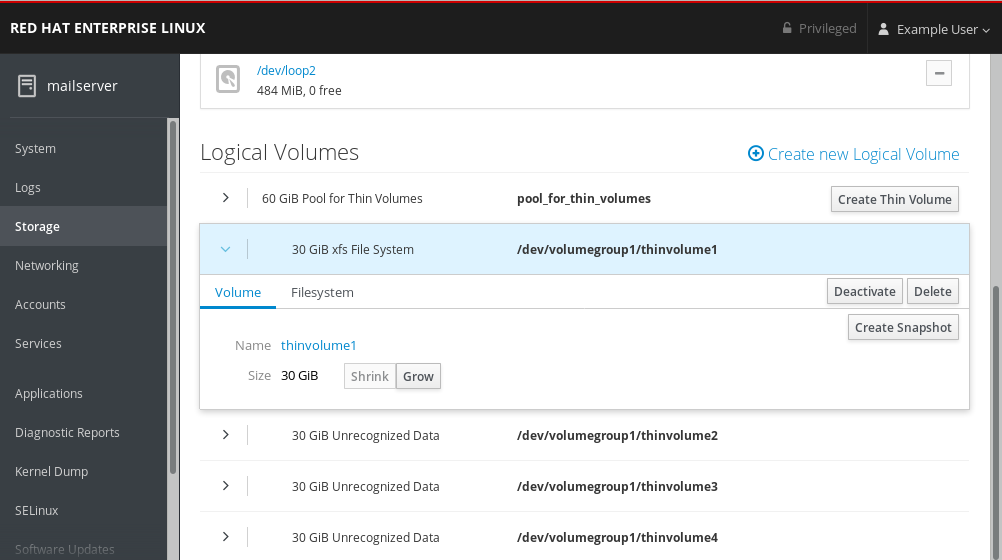 RED HAT ENTERPRISE LINUX
Privileged
Example User
mailserver
System
Logs
Storage
Networking
Accounts
Services
Applications
Diagnostic Reports
Kernel Dump
SELinux
Software Updates
/dev/loop2
484 MiB, 0 free
Logical Volumes
Create new Logical Volume
60 GiB Pool for Thin Volumes pool_for_thin_volumes Create Thin Volume
30 GiB xfs File System /dev/volumegroup1/thinvolume1
Volume Filesystem Deactivate Delete
Create Snapshot
Name thinvolume1
Size 30 GiB Shrink Grow
30 GiB Unrecognized Data /dev/volumegroup1/thinvolume2
30 GiB Unrecognized Data /dev/volumegroup1/thinvolume3
30 GiB Unrecognized Data /dev/volumegroup1/thinvolume4